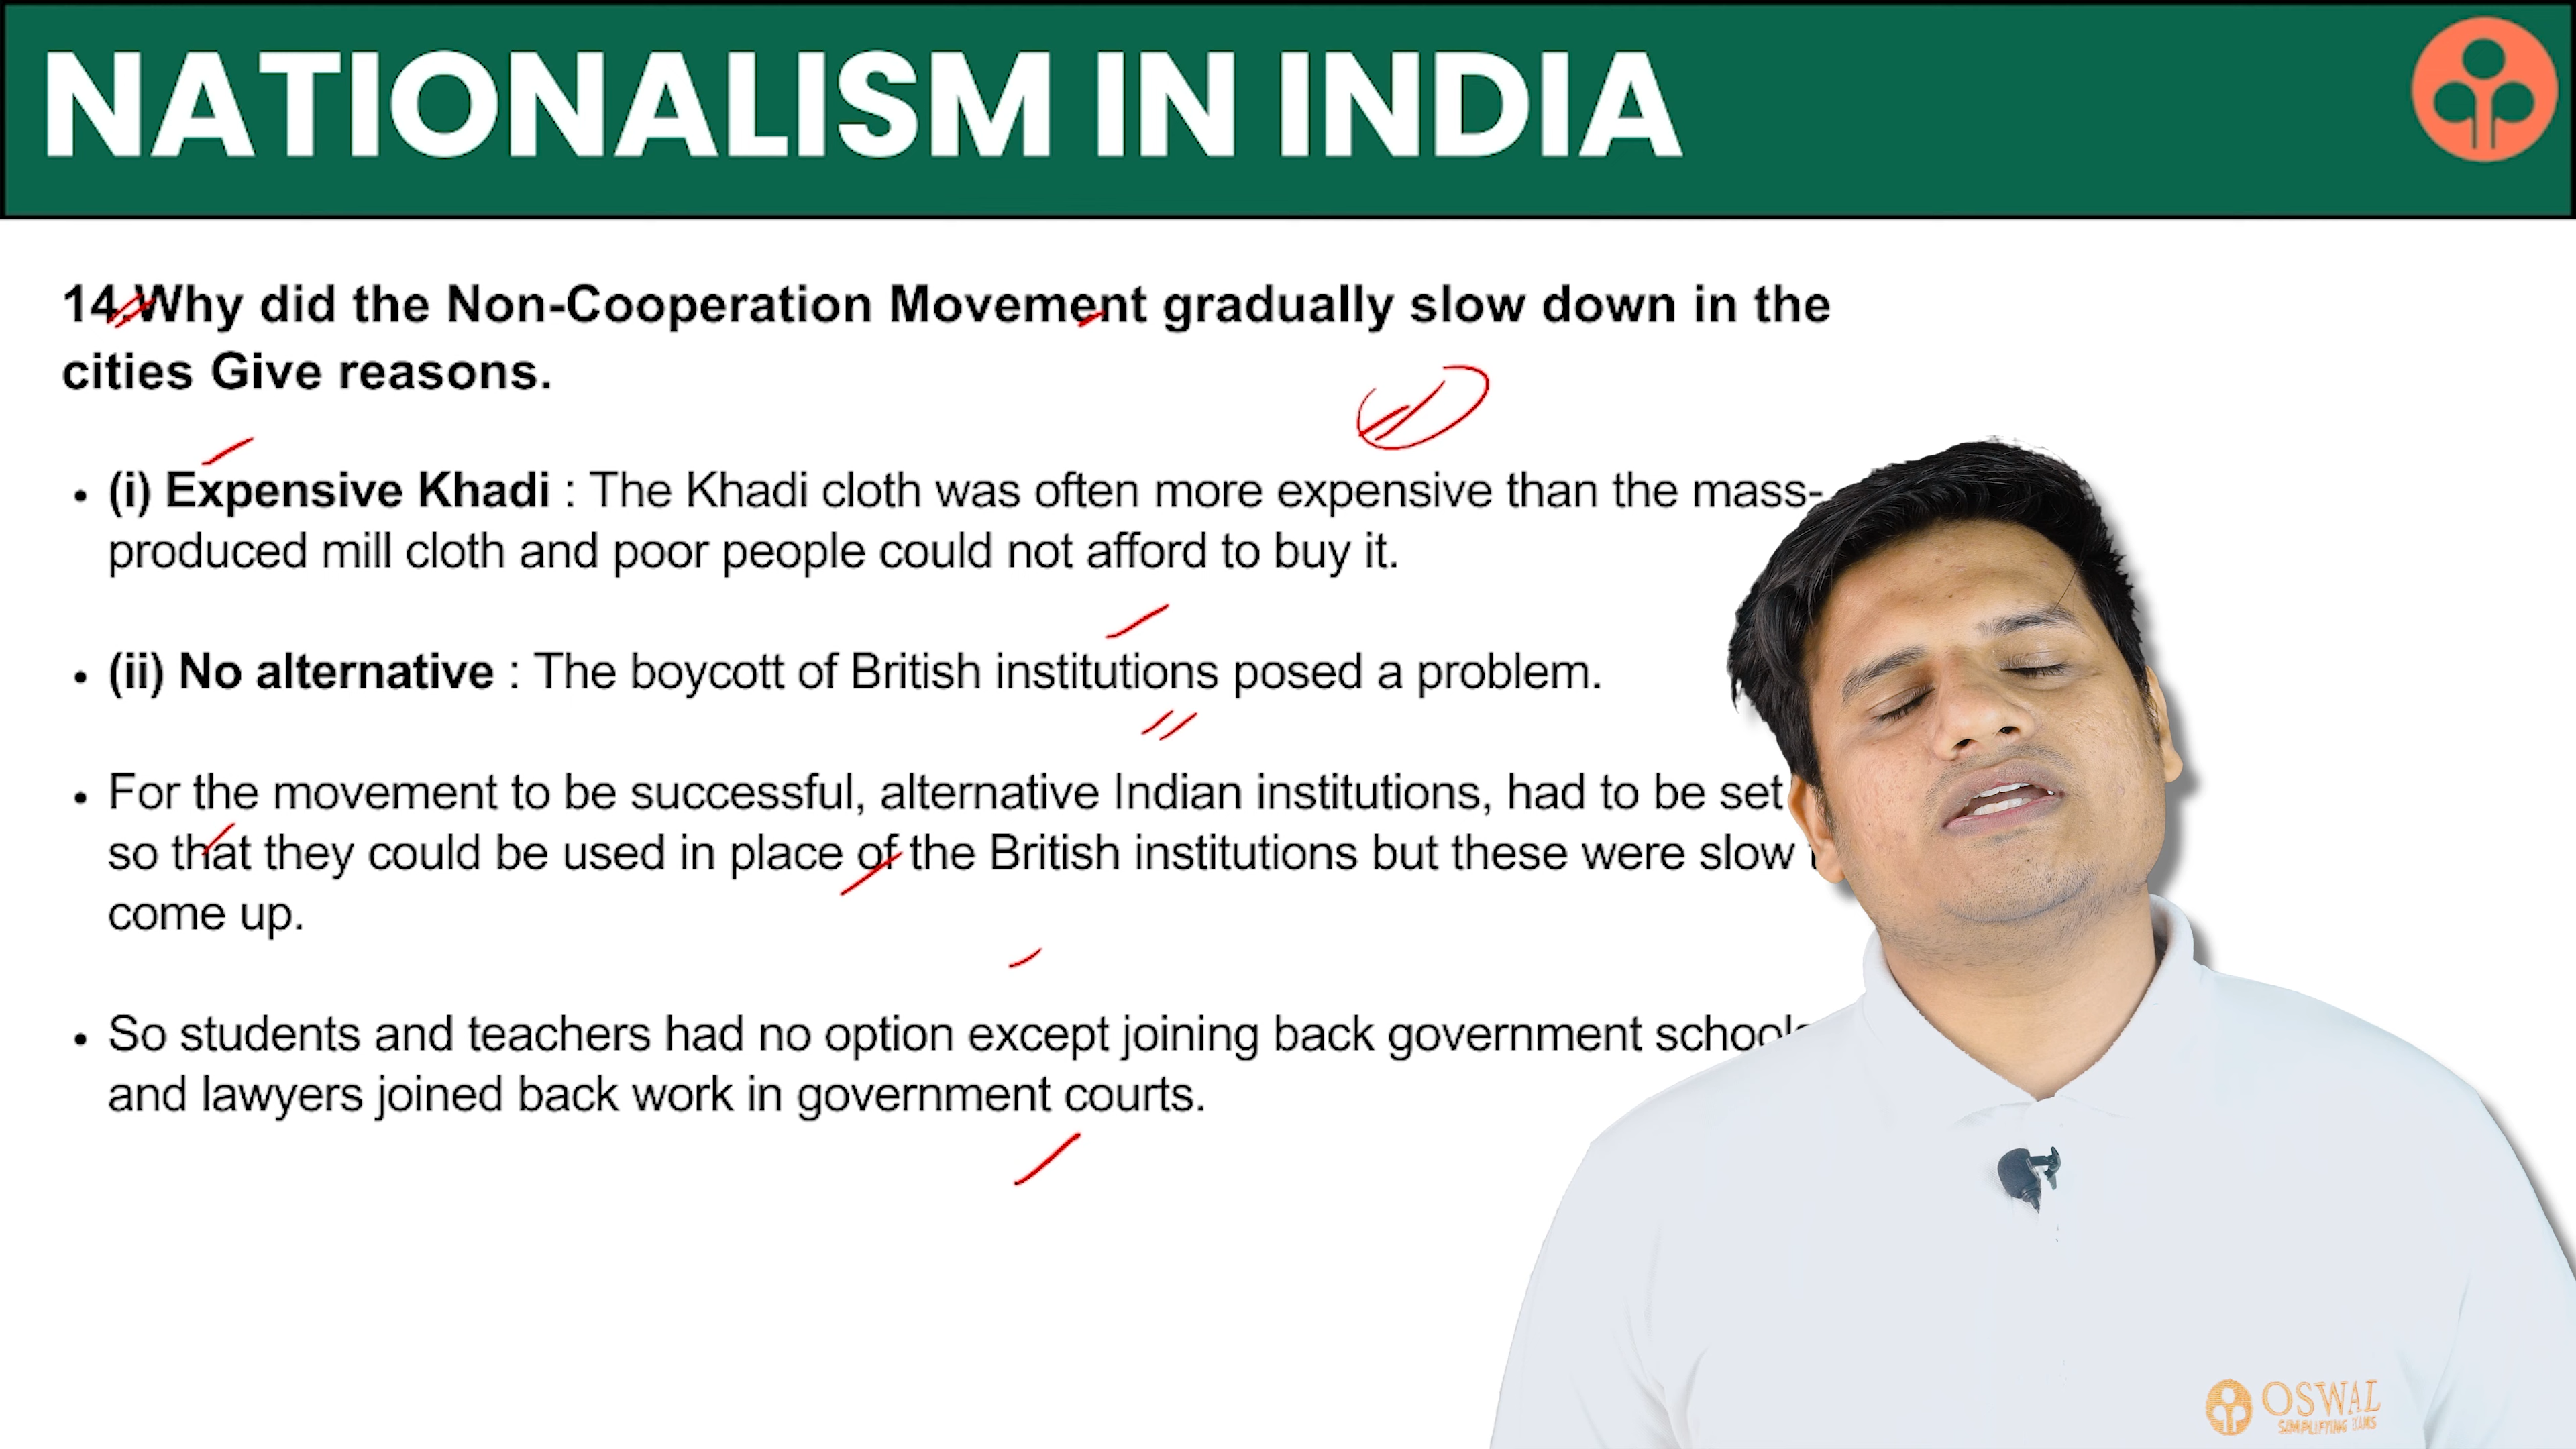 NATIONALISM IN INDIA
14.Why did the Non-Cooperation Movement gradually slow down in the
cities Give reasons.
• (i) Expensive Khadi : The Khadi cloth was often more expensive than the mass-
produced mill cloth and poor people could not afford to buy it.
• (ii) No alternative : The boycott of British institutions posed a problem.
• For the movement to be successful, alternative Indian institutions, had to be set
so that they could be used in place of the British institutions but these were slow
come up.
• So students and teachers had no option except joining back government schools
and lawyers joined back work in government courts.
OSWAL
SIMPLIFYING EXAMS